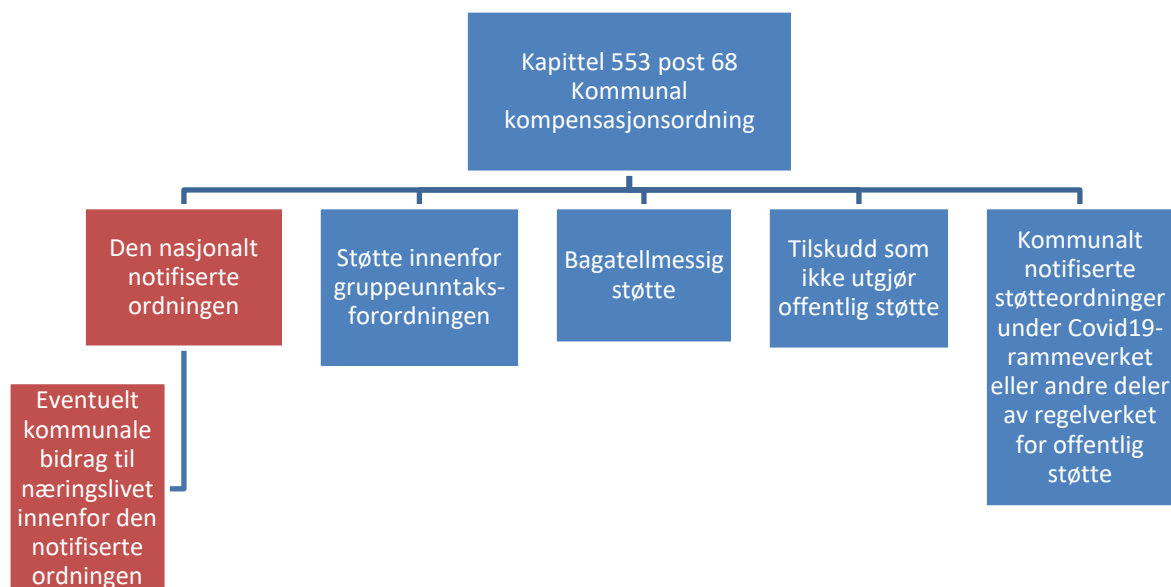 Kapittel 553 post 68
Kommunal
kompensasjonsordning
Den nasjonalt
notifiserte
ordningen
Støtte innenfor
gruppeunntaks-
forordningen
Bagatellmessig
støtte
Tilskudd som
ikke utgjør
offentlig støtte
Kommunalt
notifiserte
støtteordninger
under Covid19-
rammeverket
eller andre deler
av regelverket
for offentlig
støtte
Eventuelt
kommunale
bidrag til
næringslivet
innenfor den
notifiserte
ordningen